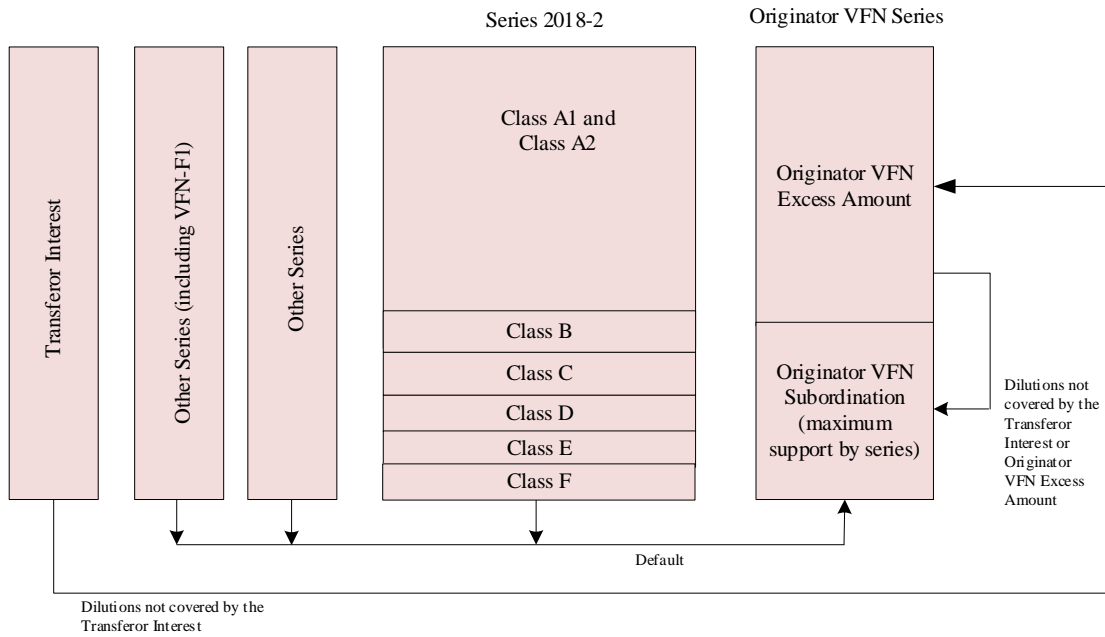 Series 2018-2
Originator VFN Series
Transferor Interest
Other Series (including VFN-F1)
Other Series
Class A1 and
Class A2
Class B
Class C
Class D
Class E
Class F
Originator VFN
Excess Amount
Originator VFN
Subordination
(maximum
support by series)
Dilutions not
covered by the
Transferor
Interest or
Originator
VFN Excess
Amount
Default
Dilutions not covered by the
Transferor Interest